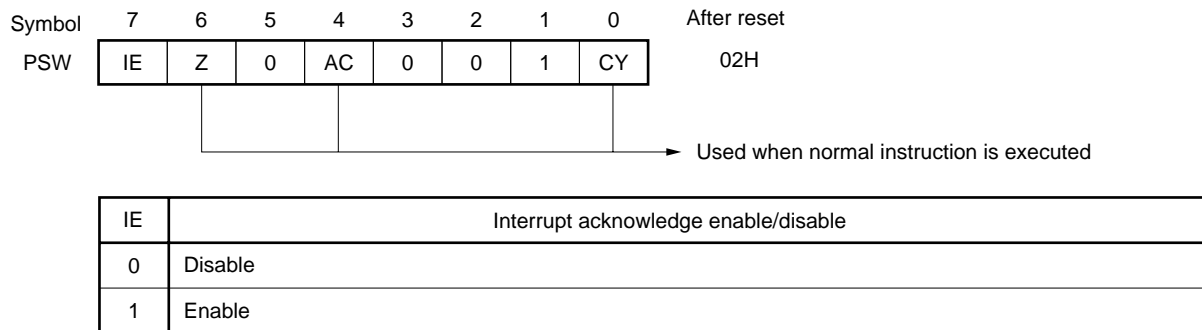 Symbol 7 6 5 4 3 2 1 0 After reset
PSW IE Z 0 AC 0 0 1 CY 02H
Used when normal instruction is executed
IE Interrupt acknowledge enable/disable
0 Disable
1 Enable